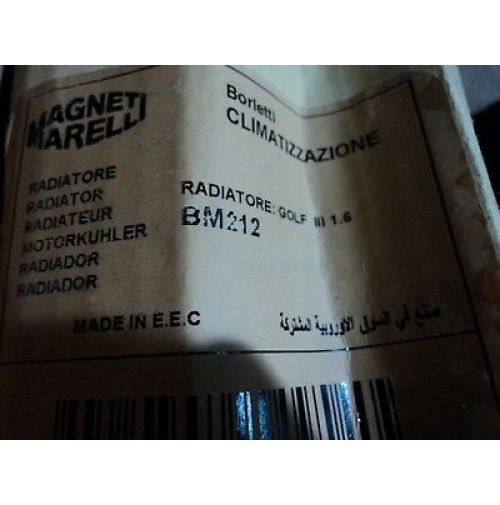 MAGNETI
MARELLI
Borletti
CLIMATIZZAZIONE
RADIATORE
RADIATOR
RADIATEUR
MOTORKUHLER
RADIADOR
RADIADOR
RADIATORE: GOLF III 1.6
BM212
MADE IN E.E.C
صنع في السوق الاوروبية المشتركة